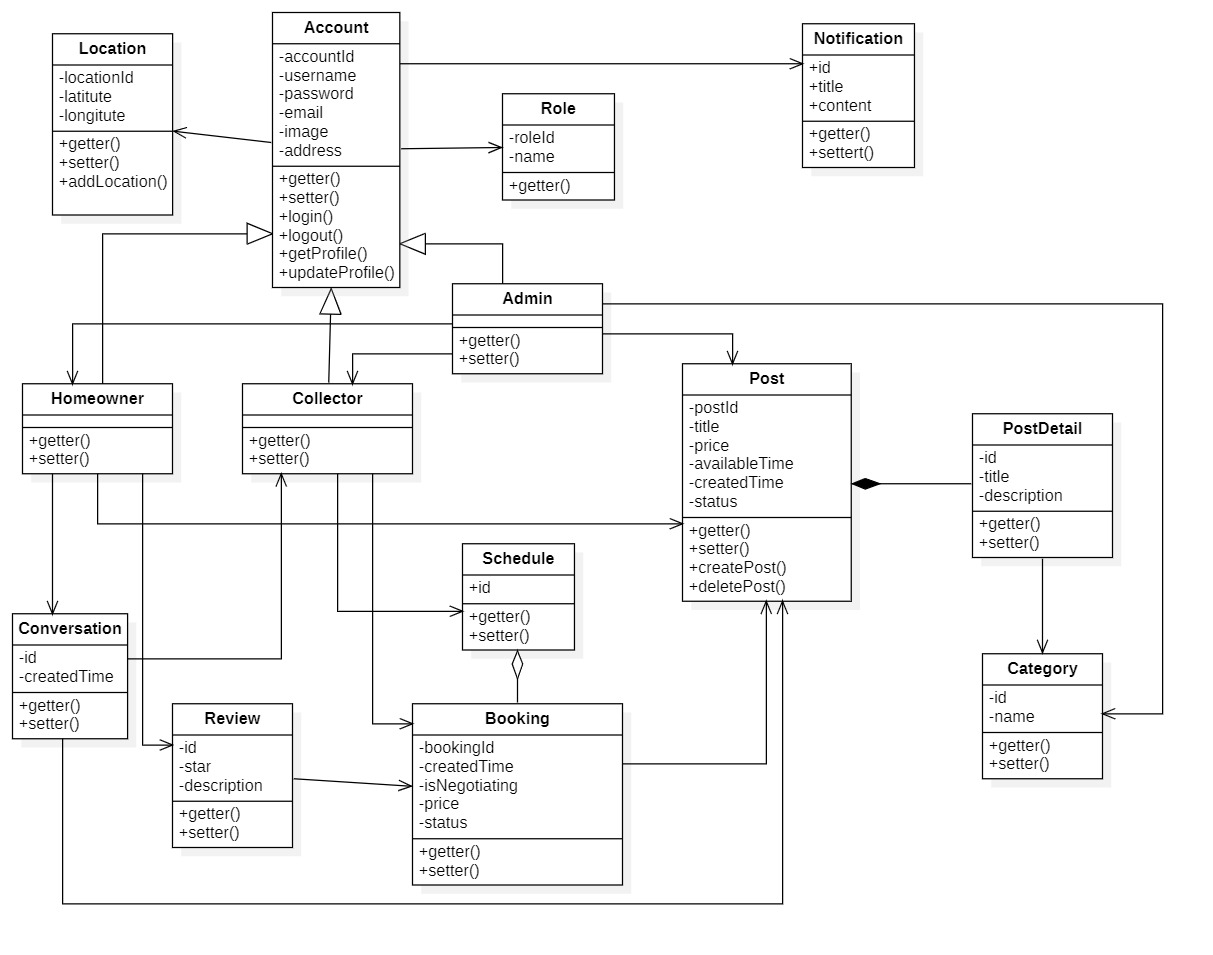 Location
-locationId
-latitute
-longitute
+getter()
+setter()
+addLocation()
Account
-accountId
-username
-password
-email
-image
-address
+getter()
+setter()
+login()
+logout()
+getProfile()
+updateProfile()
Role
-roleId
-name
+getter()
Notification
+id
+title
+content
+getter()
+settert()
Admin
+getter()
+setter()
Homeowner
+getter()
+setter()
Collector
+getter()
+setter()
Post
-postId
-title
-price
-availableTime
-createdTime
-status
+getter()
+setter()
+createPost()
+deletePost()
PostDetail
-id
-title
-description
+getter()
+setter()
Schedule
+id
+getter()
+setter()
Conversation
-id
-createdTime
+getter()
+setter()
Review
-id
-star
-description
+getter()
+setter()
Booking
-bookingId
-createdTime
-isNegotiating
-price
-status
+getter()
+setter()
Category
-id
-name
+getter()
+setter()